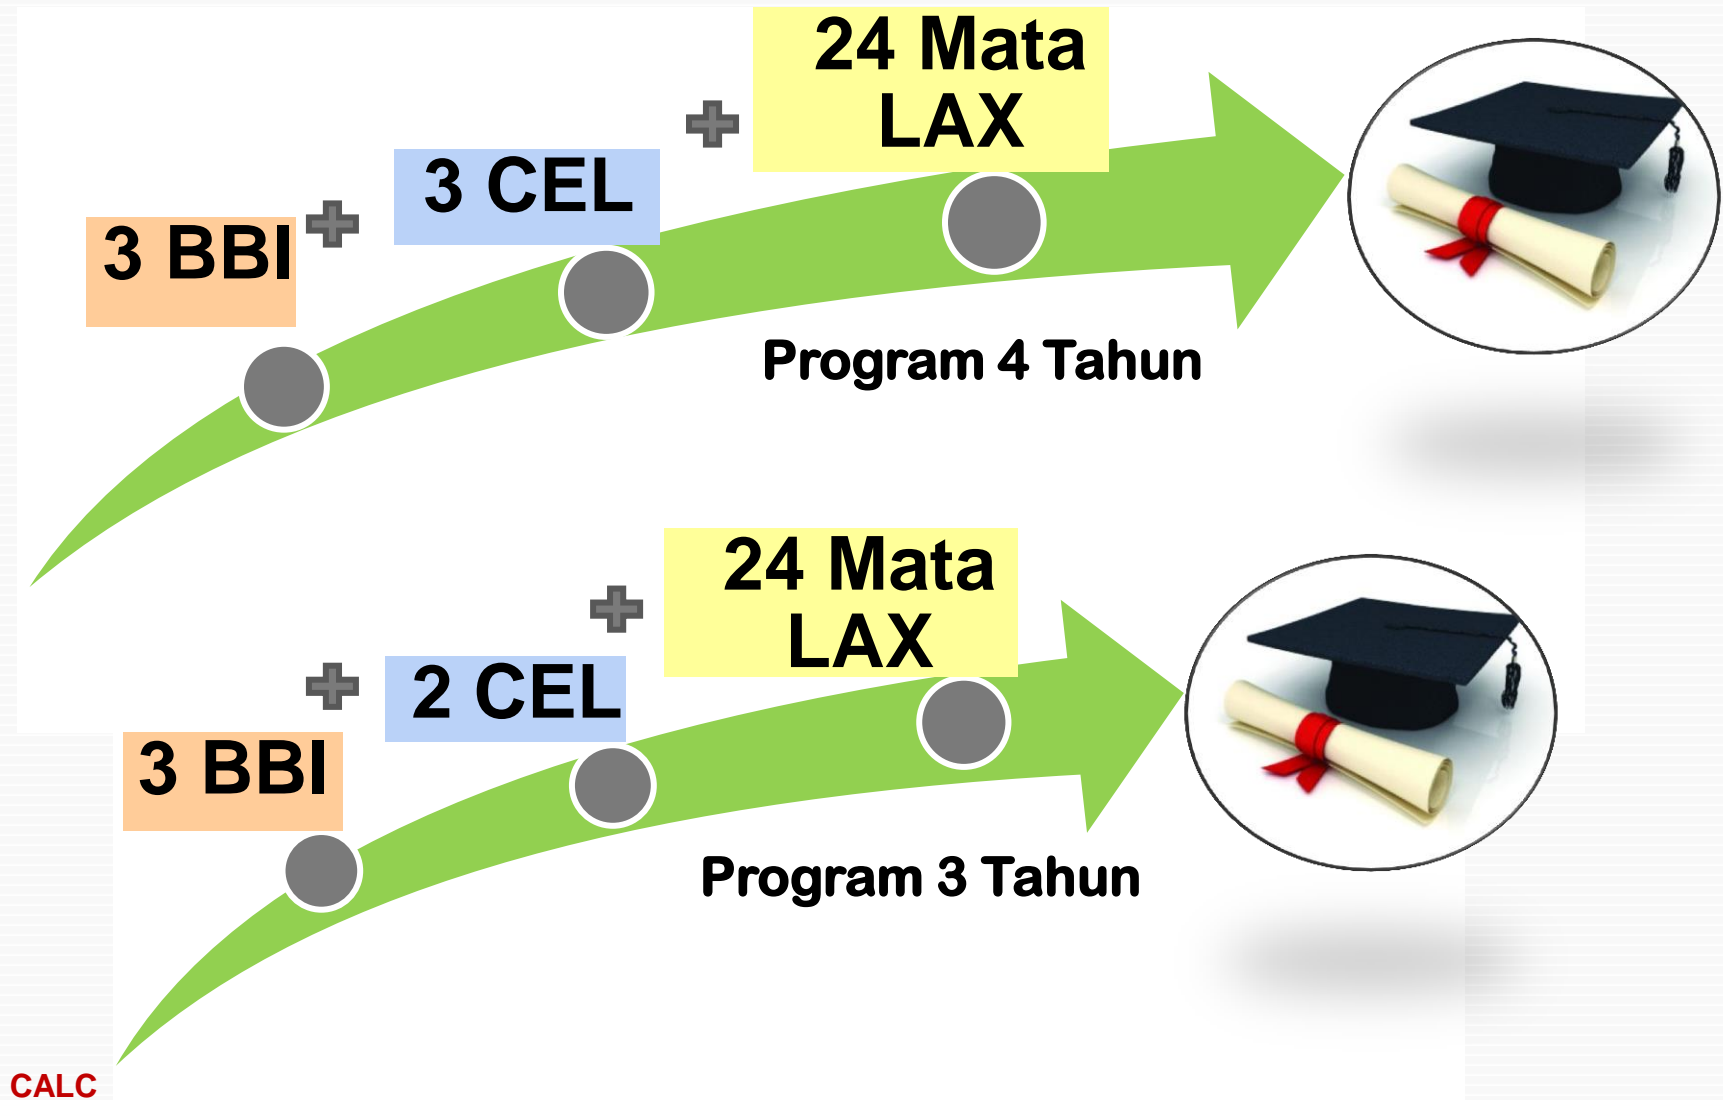 24 Mata
LAX
3 CEL
3 BBI
Program 4 Tahun
24 Mata
LAX
2 CEL
3 BBI
Program 3 Tahun
CALC